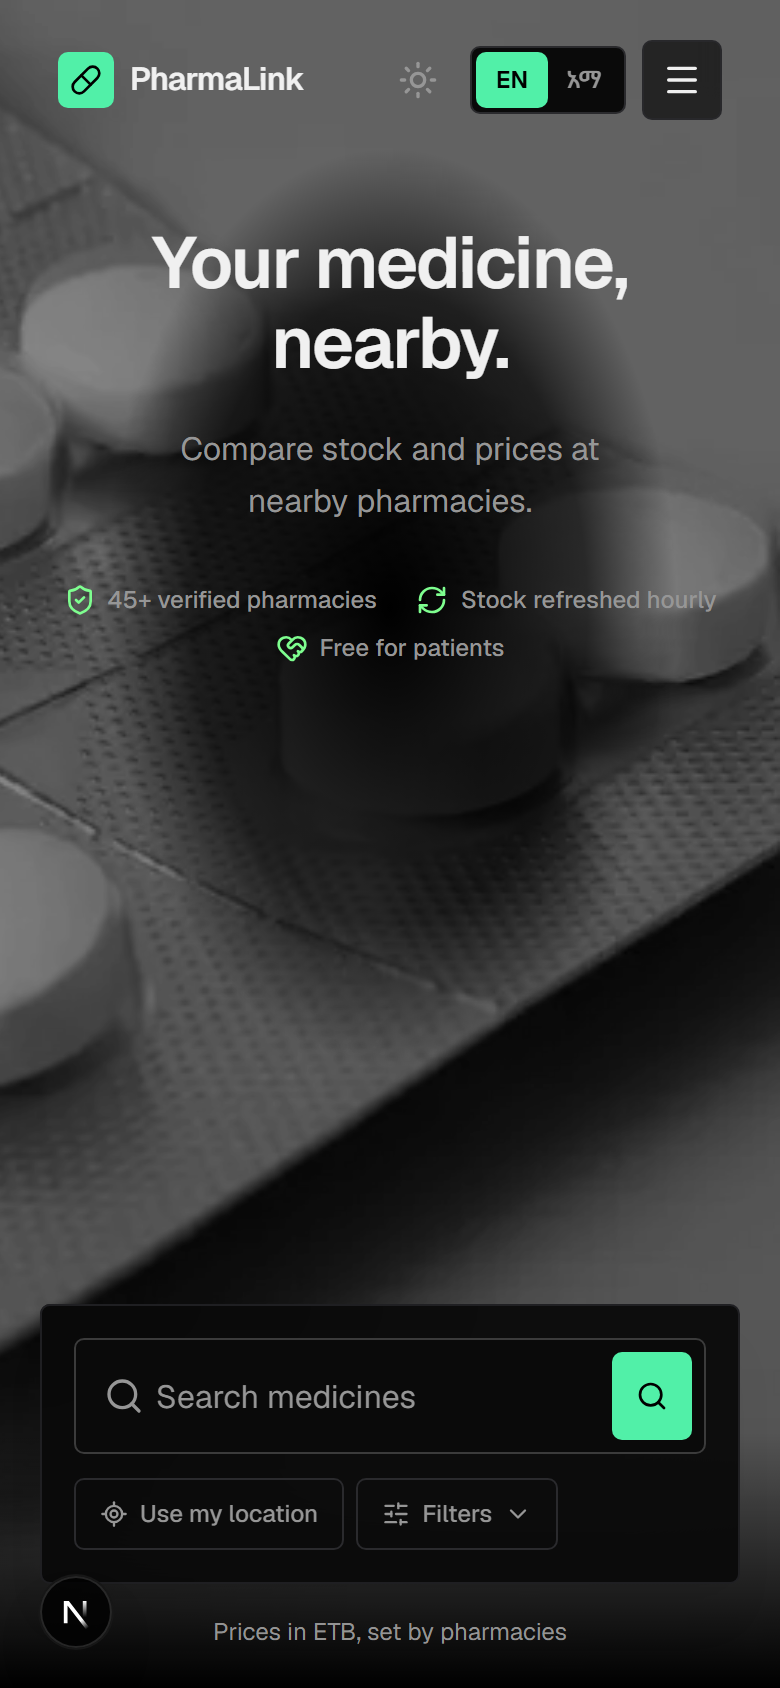 PharmaLink
EN
አማ
Your medicine,
nearby.
Compare stock and prices at
nearby pharmacies.
45+ verified pharmacies
Stock refreshed hourly
Free for patients
Search medicines
Use my location
Filters
N
Prices in ETB, set by pharmacies